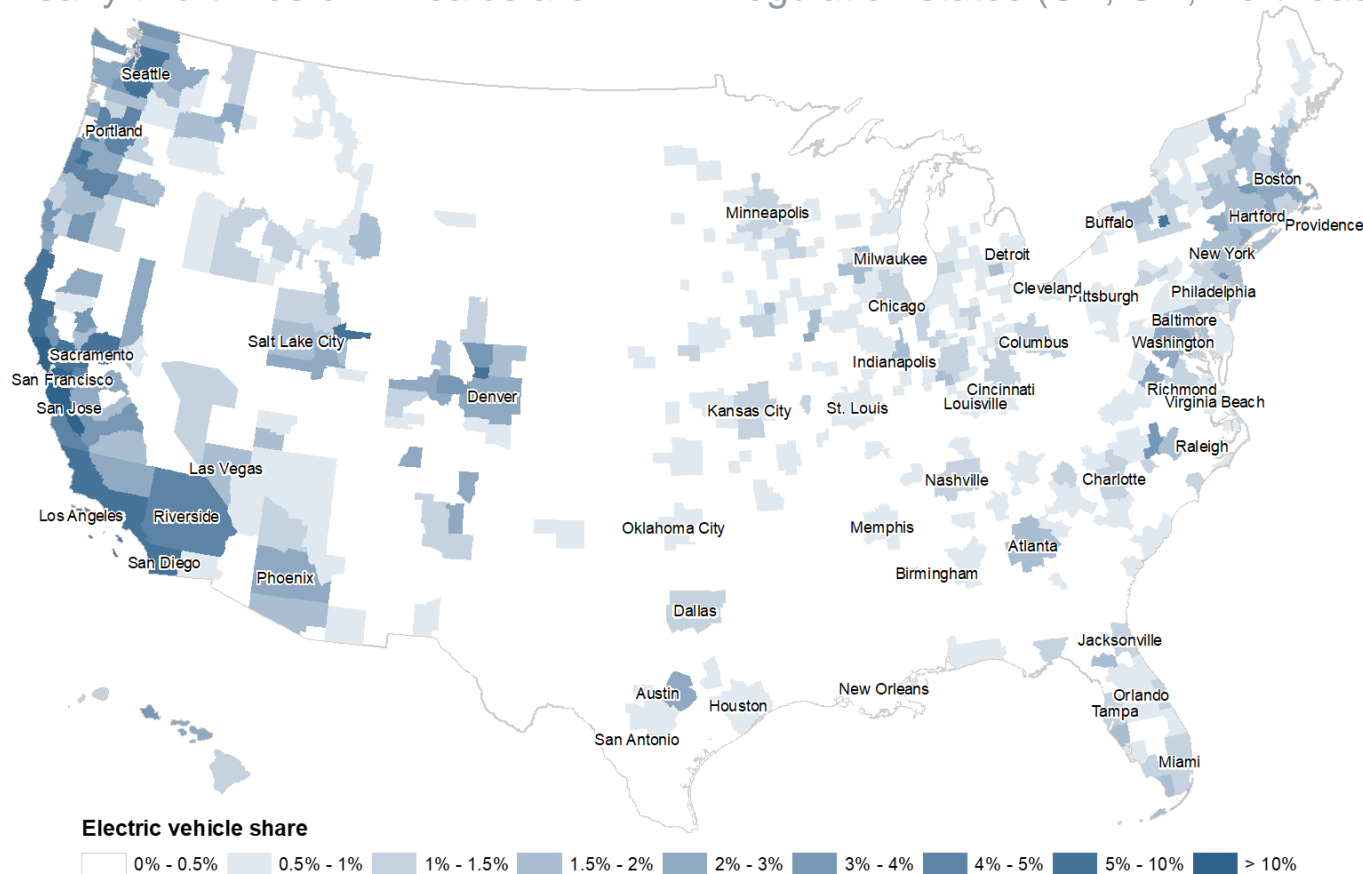 Seattle
Portland
Minneapolis
Boston
Buffalo
Hartford
Providence
New York
Detroit
Milwaukee
Cleveland
Pittsburgh
Philadelphia
Chicago
Baltimore
Salt Lake City
Columbus
Washington
Sacramento
Indianapolis
San Francisco
Denver
Cincinnati
Richmond
Louisville
Virginia Beach
San Jose
Kansas City
St. Louis
Raleigh
Las Vegas
Nashville
Charlotte
Los Angeles
Riverside
Oklahoma City
Memphis
Atlanta
San Diego
Phoenix
Birmingham
Dallas
Jacksonville
Austin
New Orleans
Orlando
Houston
Tampa
San Antonio
Miami
Electric vehicle share
0% - 0.5% 0.5% - 1% 1% - 1.5% 1.5% - 2% 2% - 3% 3% - 4% 4% - 5% 5% - 10% > 10%